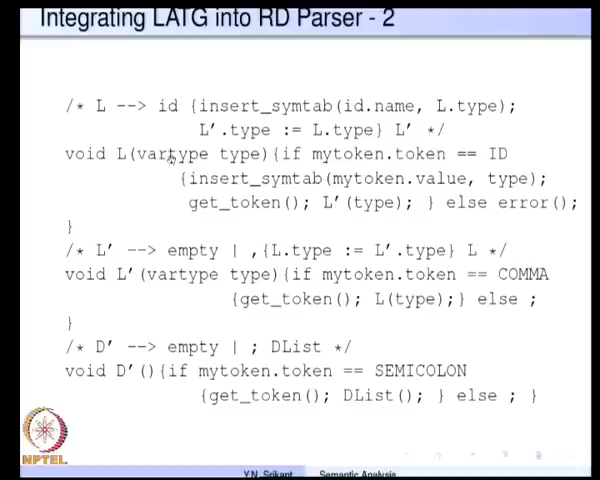 Integrating LATG into RD Parser - 2
/* L --> id {insert_symtab(id.name, L.type);
L′.type := L.type} L′ */
void L(vartype type){if mytoken.token == ID
{insert_symtab(mytoken.value, type);
get_token(); L′(type); } else error();
}
/* L′ --> empty | ,{L.type := L′.type} L */
void L′(vartype type){if mytoken.token == COMMA
{get_token(); L(type);} else ;
}
/* D′ --> empty | ; DList */
void D′(){if mytoken.token == SEMICOLON
{get_token(); DList(); } else ; }
NPTEL
Y.N. Srikant Semantic Analysis